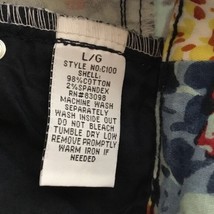 L/G
STYLE NO:C100
SHELL:
98%COTTON
2%SPANDEX
RN#83098
MACHINE WASH
SEPARATELY
WASH INSIDE OUT
DO NOT BLEACH
TUMBLE DRY LOW
REMOVE PROMPTLY
WARM IRON IF
NEEDED